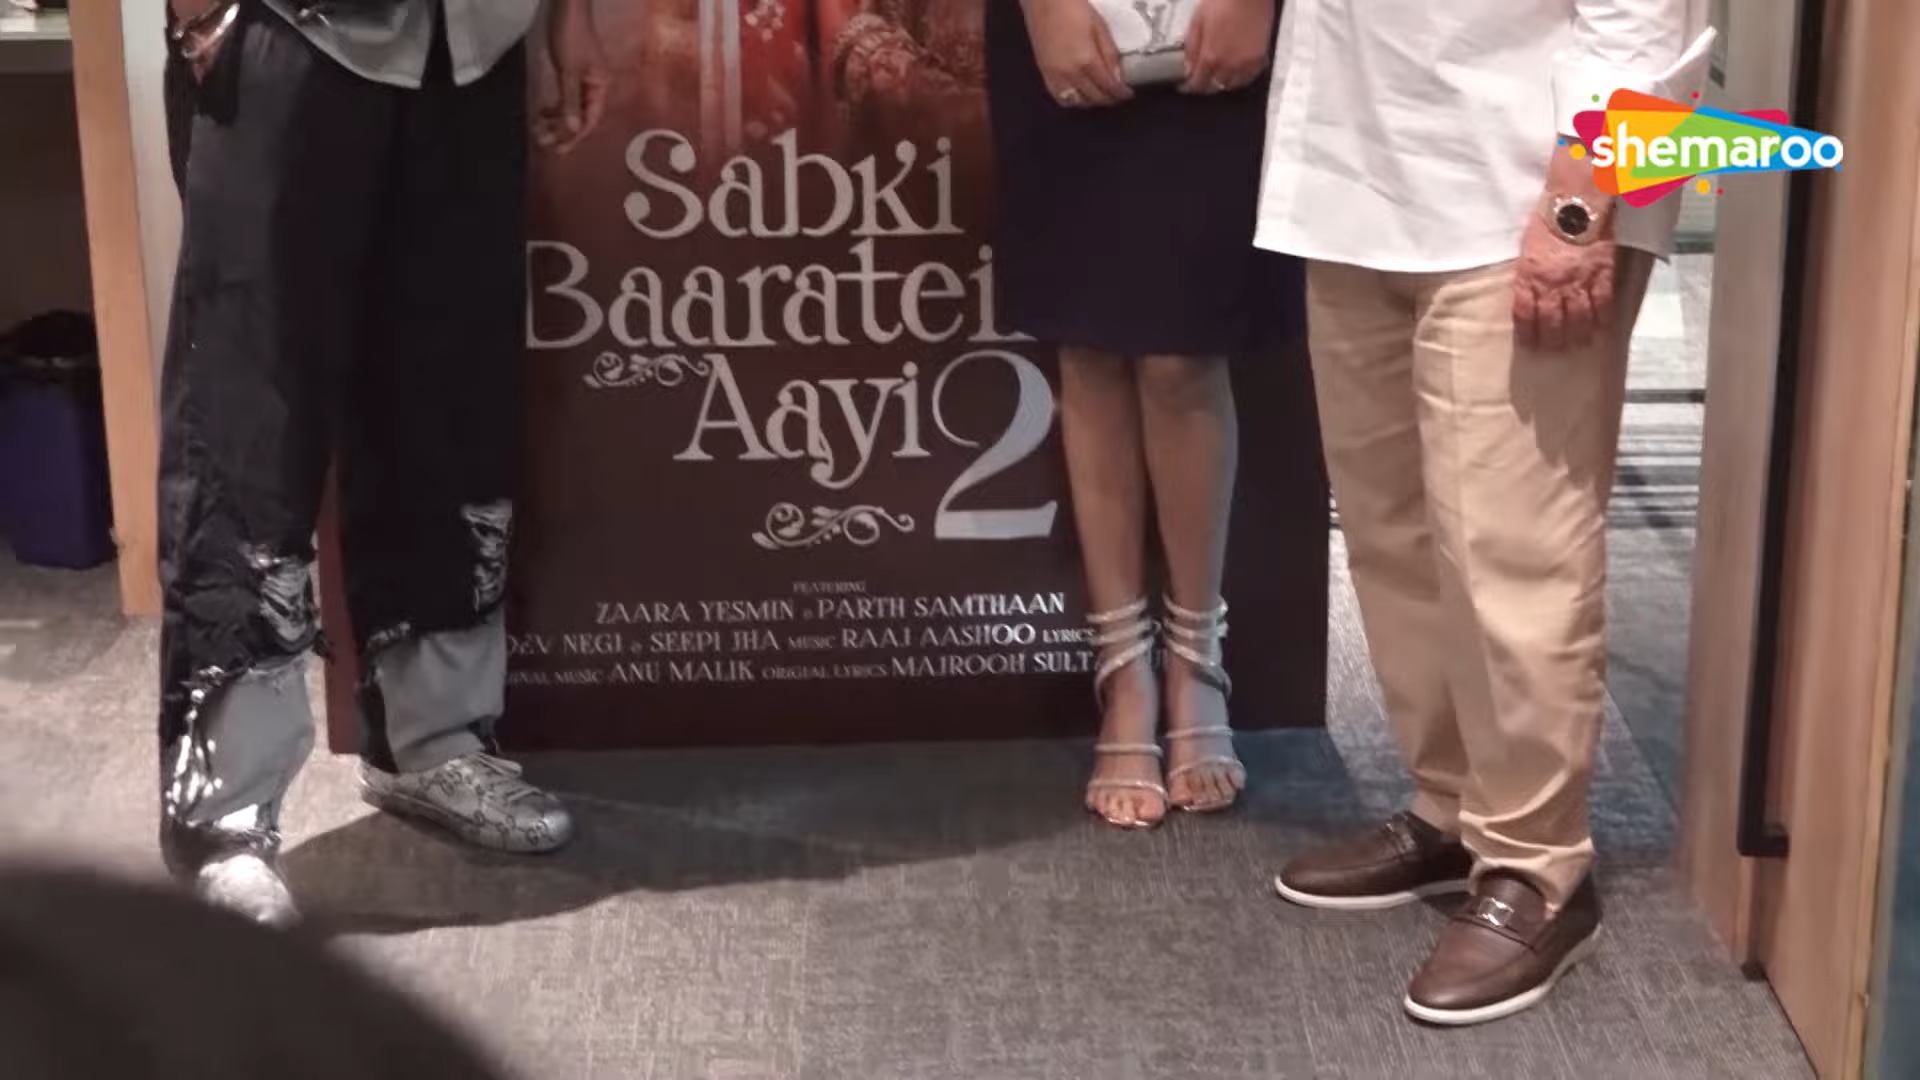 shemaroo
Sabki
Baaratei
Aayi 2
FEATURING
ZAARA YESMIN & PARTH SAMTHAAN
DEV NEGI & SEEPI JHA MUSIC RAAJ AASHOO LYRICS
MUSIC ANU MALIK ORIGINAL LYRICS MAJROOH